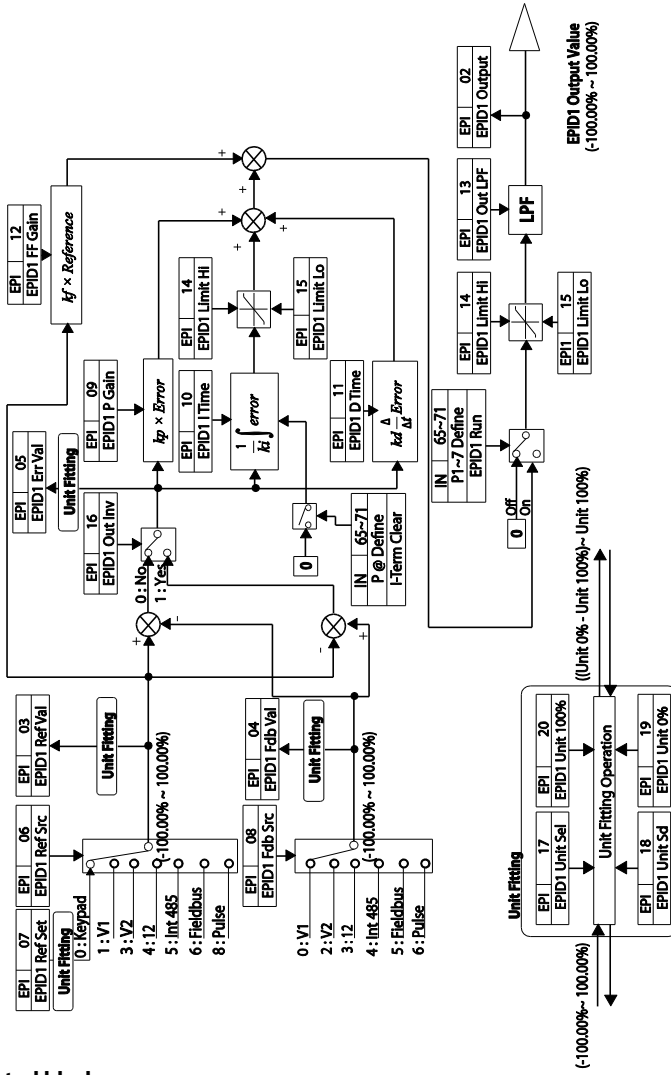 EPI 07
EPID1 Ref Set
Unit Fitting
EPI 06
EPID1 Ref Src
0 : Keypad
1 : V1
3 : V2
4 : 12
5 : Int 485
6 : Fieldbus
8 : Pulse
(-100.00% ~ 100.00%)
EPI 03
EPID1 Ref Val
Unit Fitting
EPI 08
EPID1 Fdb Src
0 : V1
2 : V2
3 : 12
4 : Int 485
5 : Fieldbus
6 : Pulse
(-100.00% ~ 100.00%)
EPI 04
EPID1 Fdb Val
Unit Fitting
+
-
-
+
EPI 16
EPID1 Out Inv
0 : No
1 : Yes
EPI 05
EPID1 Err Val
Unit Fitting
0
IN 65~71
P @ Define
I-Term Clear
EPI 09
EPID1 P Gain
kp × Error
EPI 10
EPID1 I Time
1/ki ∫ error
EPI 11
EPID1 D Time
kd Δ/Δt Error
EPI 12
EPID1 FF Gain
kf × Reference
EPI 14
EPID1 Limit Hi
EPI 15
EPID1 Limit Lo
+
+
+
+
+
0
Off
On
IN 65~71
P1~7 Define
EPID1 Run
EPI 14
EPID1 Limit Hi
EPI1 15
EPID1 Limit Lo
EPI 13
EPID1 Out LPF
LPF
EPI 02
EPID1 Output
EPID1 Output Value
(-100.00% ~ 100.00%)
Unit Fitting
(-100.00%~ 100.00%)
EPI 17
EPID1 Unit Sel
EPI 20
EPID1 Unit 100%
Unit Fitting Operation
EPI 18
EPID1 Unit Sd
EPI 19
EPID1 Unit 0%
((Unit 0% - Unit 100%)~ Unit 100%)